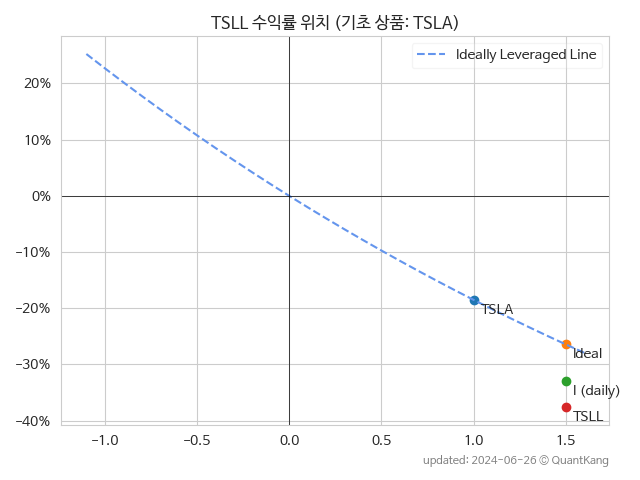 TSLL 수익률 위치 (기초 상품: TSLA)
Ideally Leveraged Line
20%
10%
0%
−10%
−20%
−30%
−40%
TSLA
Ideal
I (daily)
TSLL
−1.0
−0.5
0.0
0.5
1.0
1.5
updated: 2024-06-26 © QuantKang